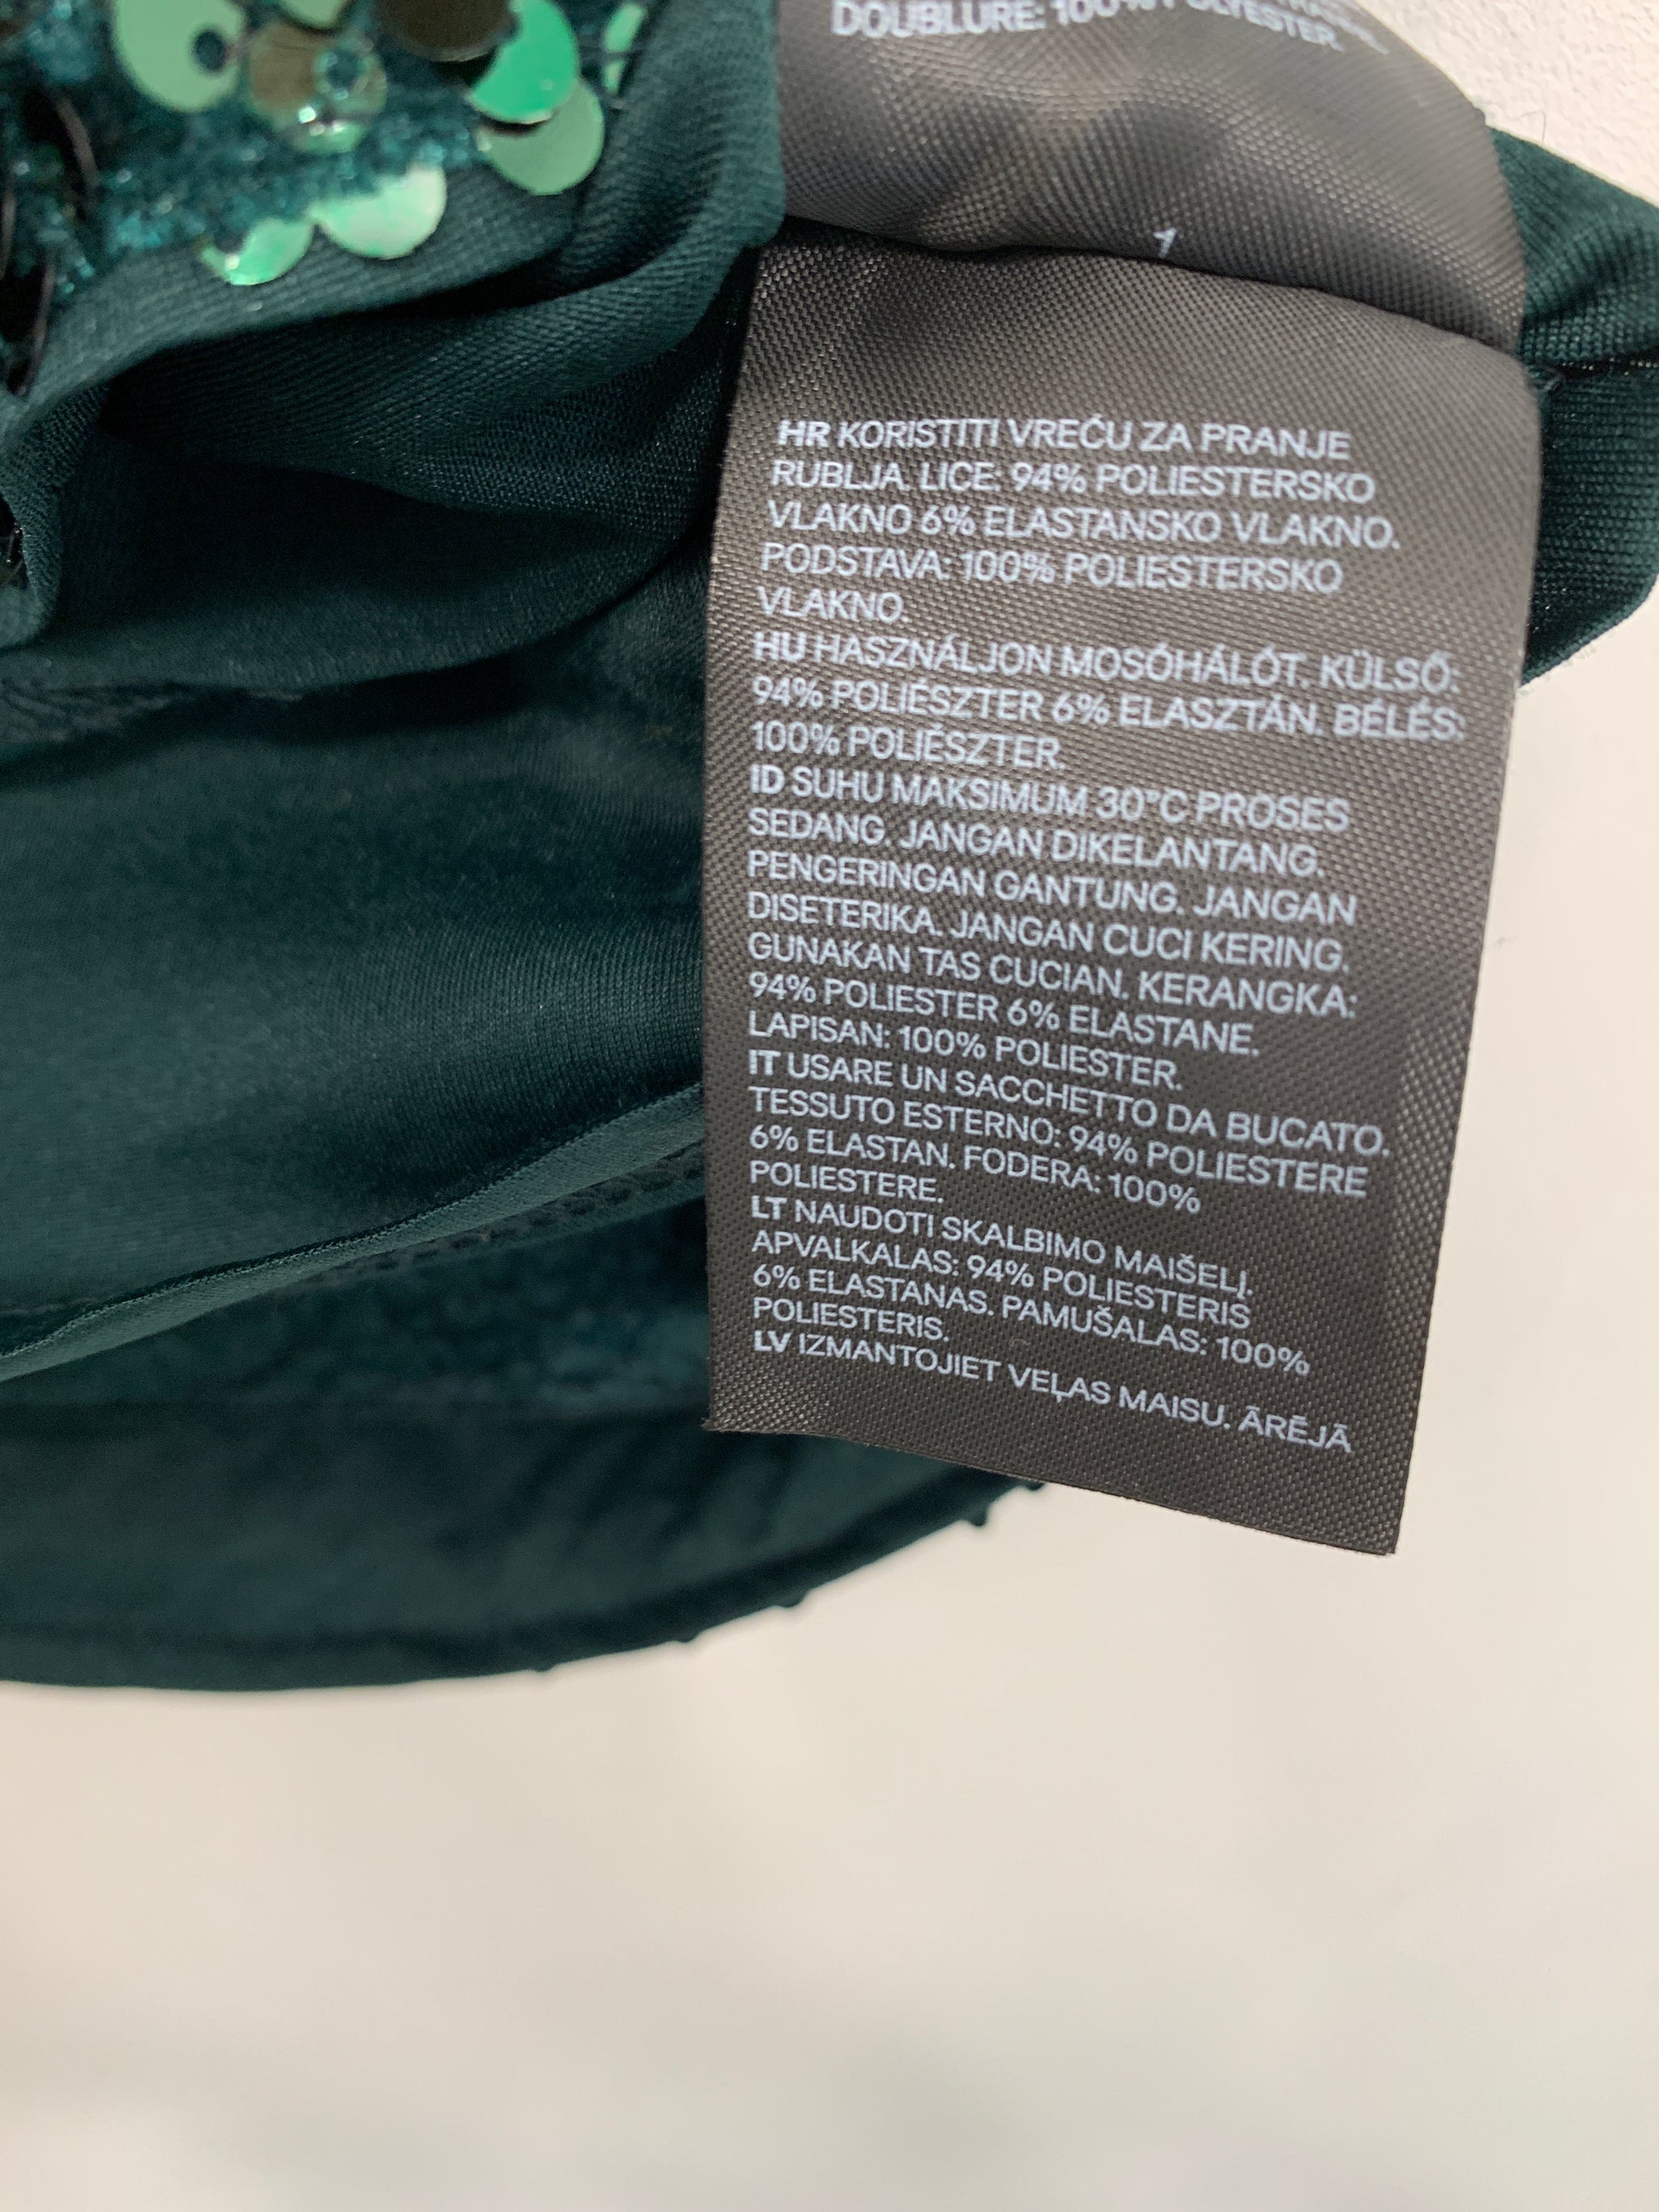 DOUBLURE: 100% POLYESTER.
1
HR KORISTITI VREĆU ZA PRANJE
RUBLJA. LICE: 94% POLIESTERSKO
VLAKNO 6% ELASTANSKO VLAKNO.
PODSTAVA: 100% POLIESTERSKO
VLAKNO.
HU HASZNÁLJON MOSÓHÁLÓT. KÜLSŐ:
94% POLIÉSZTER 6% ELASZTÁN. BÉLÉS:
100% POLIÉSZTER.
ID SUHU MAKSIMUM 30°C PROSES
SEDANG. JANGAN DIKELANTANG.
PENGERINGAN GANTUNG. JANGAN
DISETERIKA. JANGAN CUCI KERING.
GUNAKAN TAS CUCIAN. KERANGKA:
94% POLIESTER 6% ELASTANE.
LAPISAN: 100% POLIESTER.
IT USARE UN SACCHETTO DA BUCATO.
TESSUTO ESTERNO: 94% POLIESTERE
6% ELASTAN. FODERA: 100%
POLIESTERE.
LT NAUDOTI SKALBIMO MAIŠELĮ.
APVALKALAS: 94% POLIESTERIS
6% ELASTANAS. PAMUŠALAS: 100%
POLIESTERIS.
LV IZMANTOJIET VEĻAS MAISU. ĀRĒJĀ